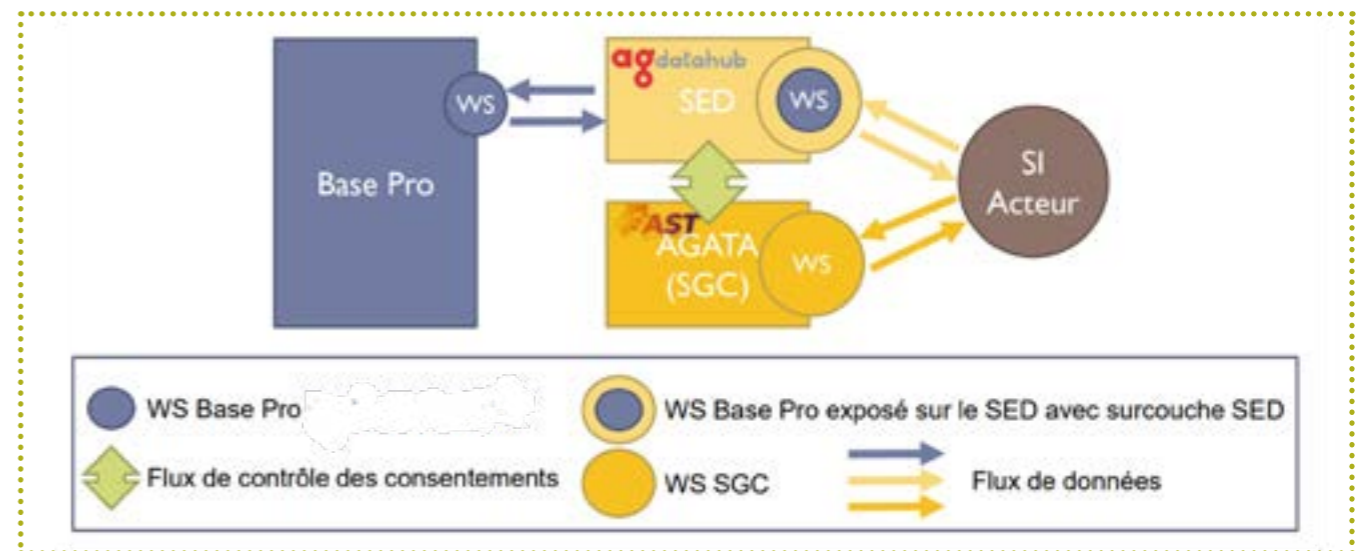 agdatahub
WS
SED
WS
Base Pro
SI
Acteur
AST
AGATA
(SGC)
WS
WS Base Pro
WS Base Pro exposé sur le SED avec surcouche SED
Flux de contrôle des consentements
WS SGC
Flux de données